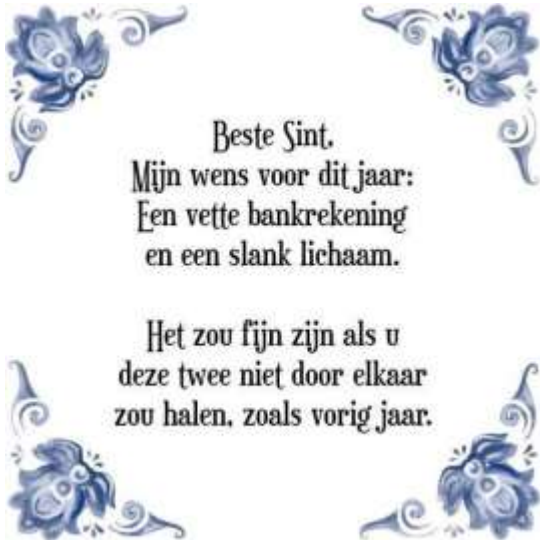 Beste Sint.
Mijn wens voor dit jaar:
Een vette bankrekening
en een slank lichaam.
Het zou fijn zijn als u
deze twee niet door elkaar
zou halen, zoals vorig jaar.